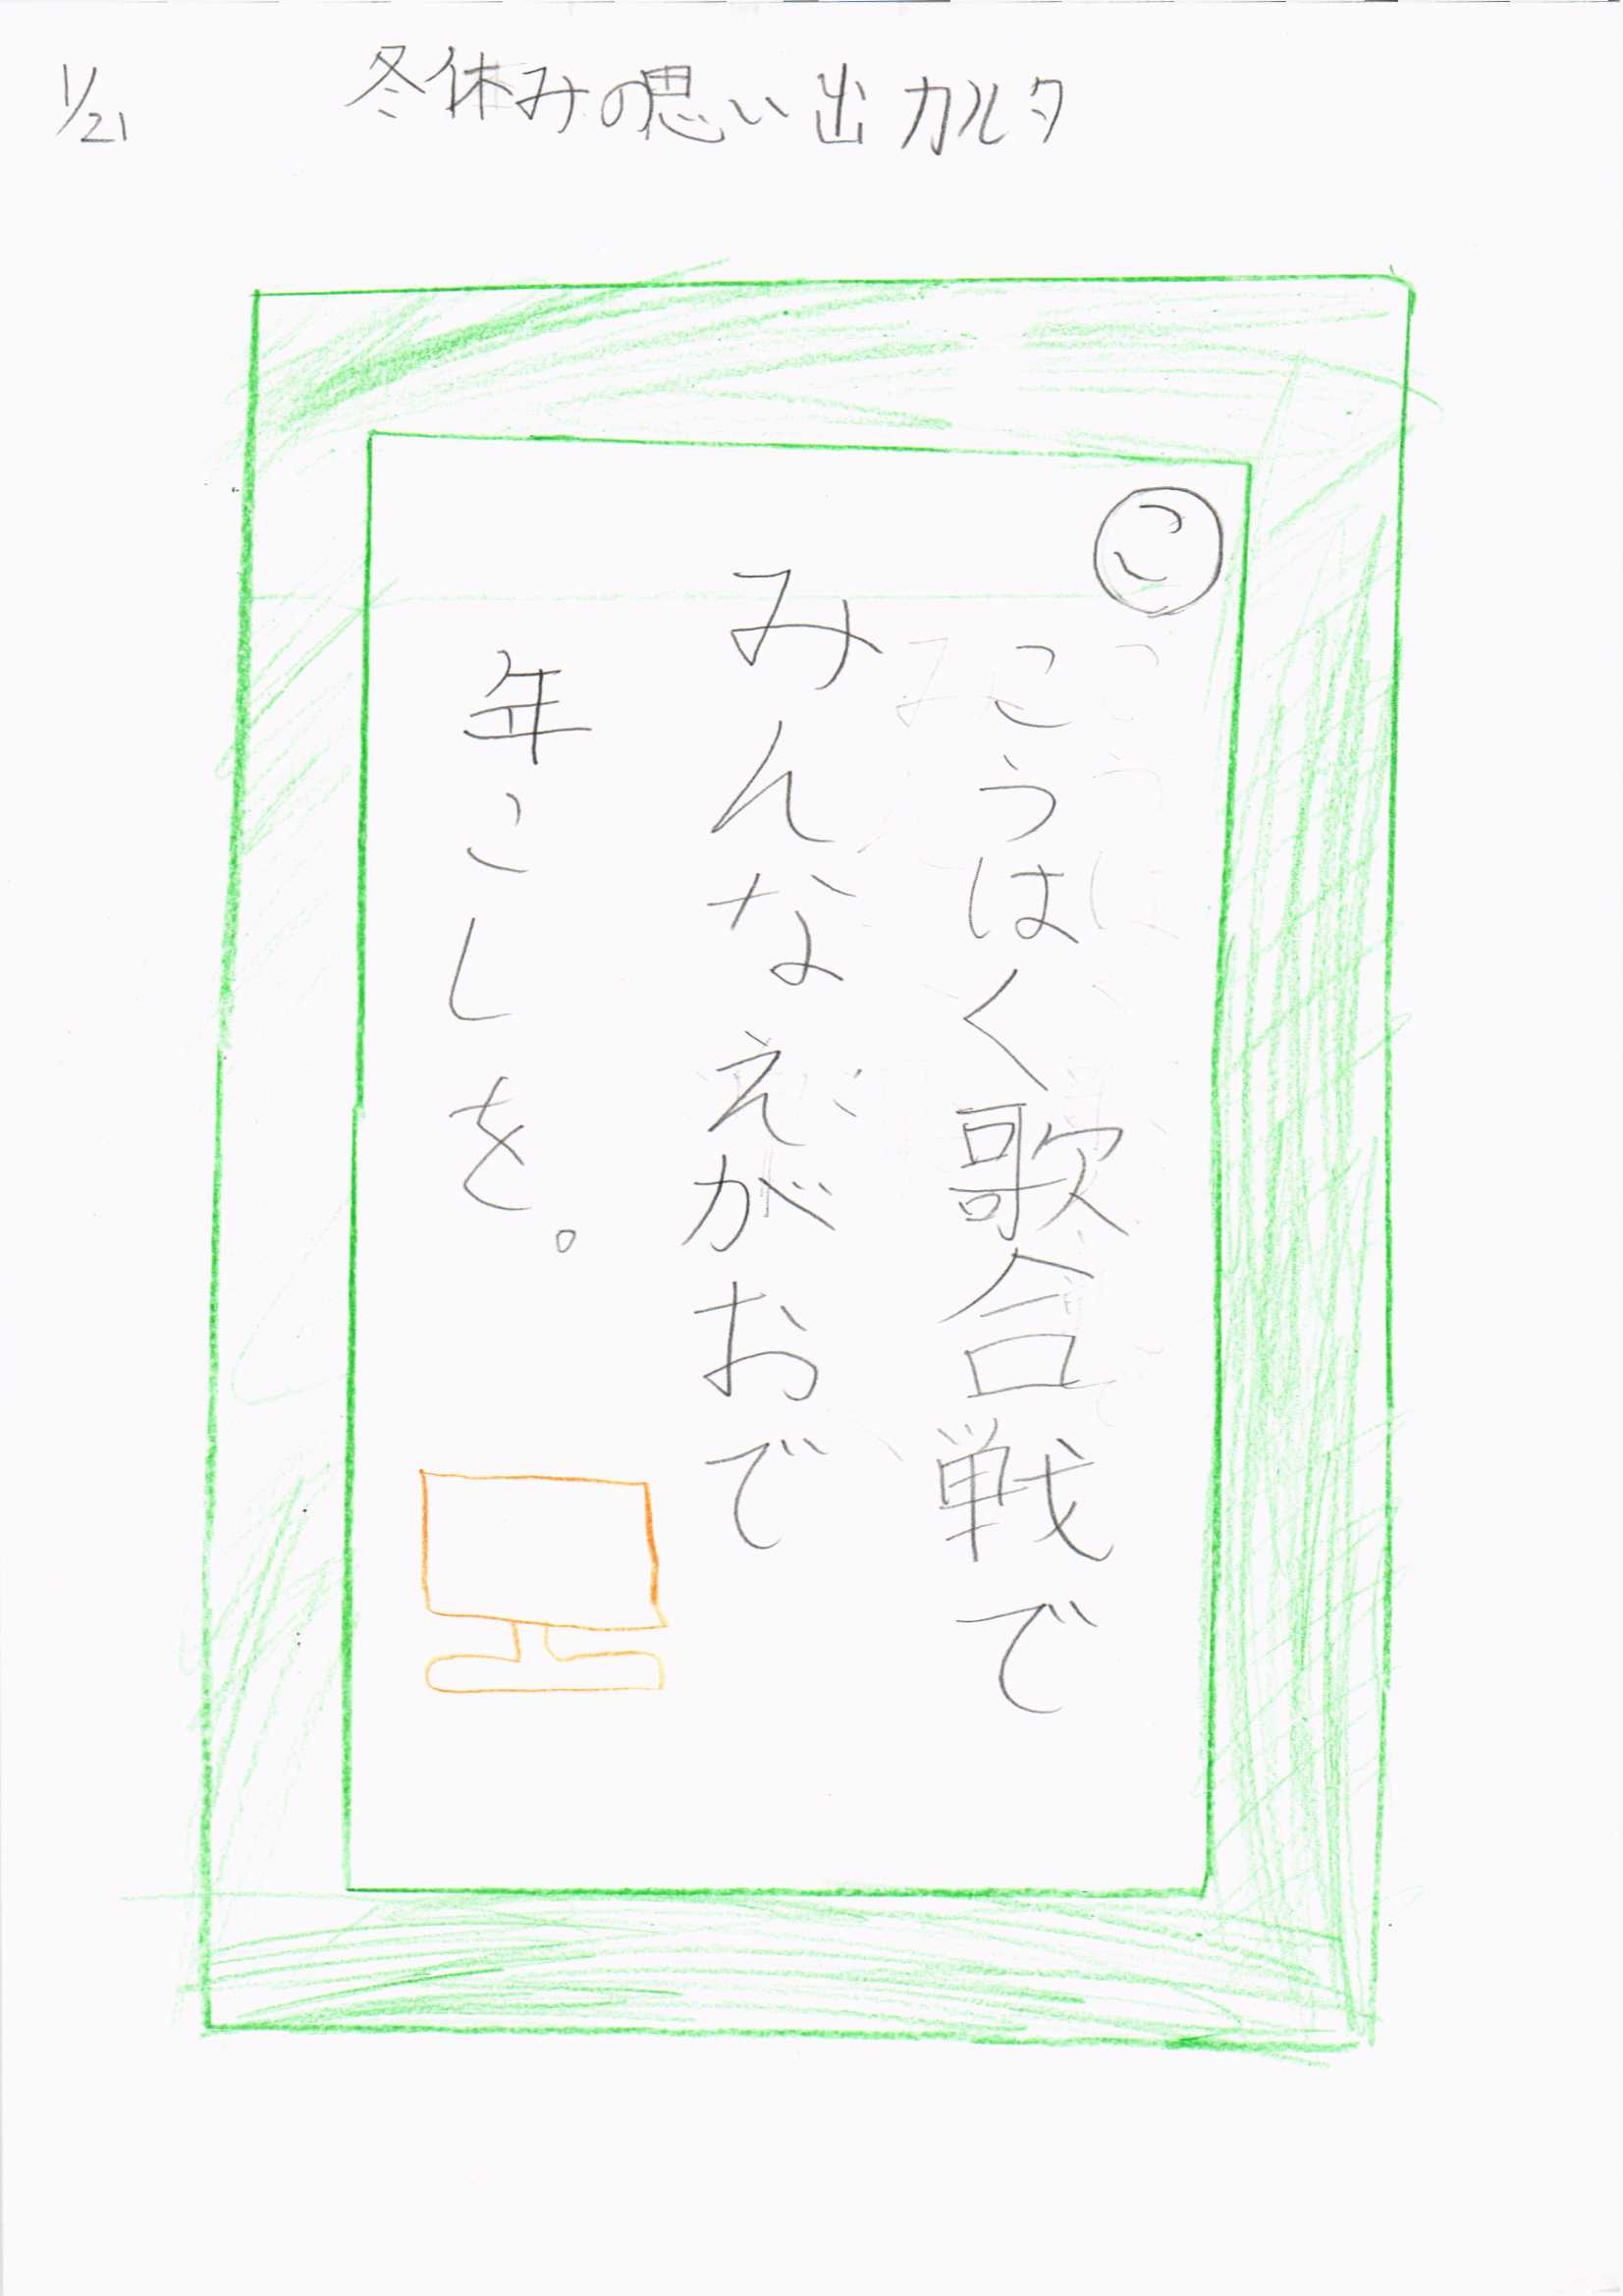 1/21
冬休みの思い出カルタ
こ
こうはく歌合戦で
みんなえがおで
年こしを。